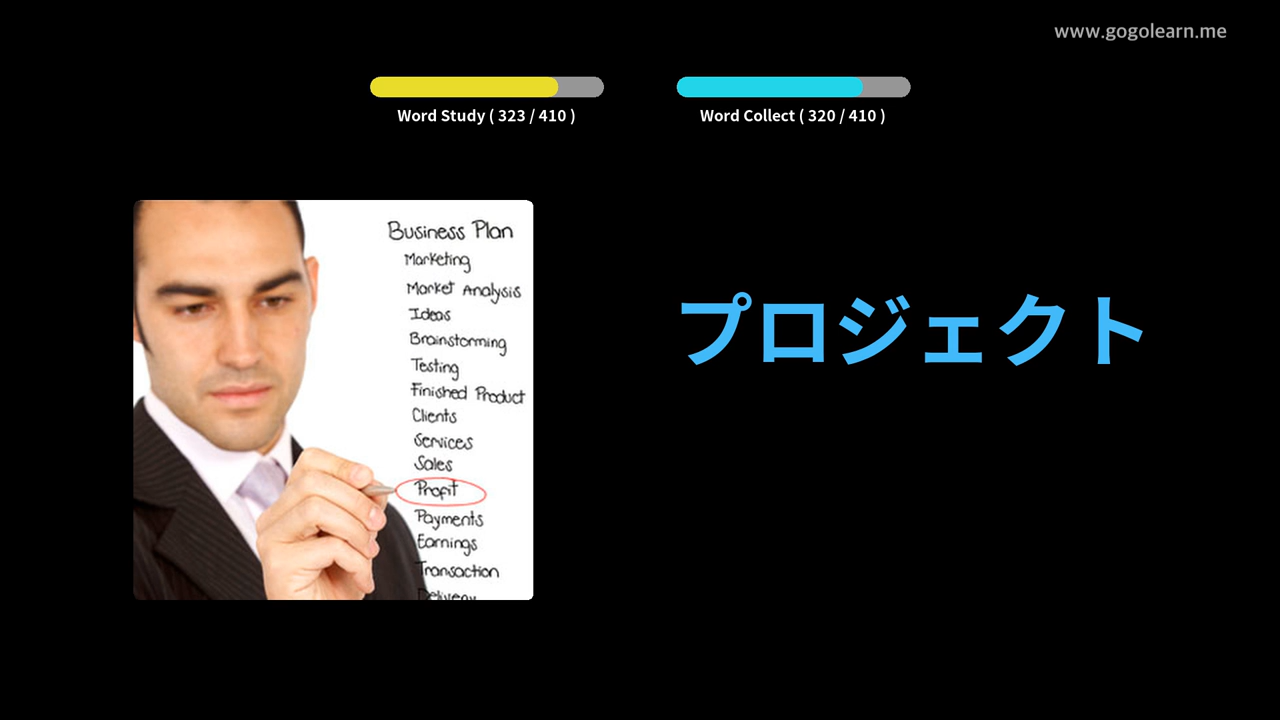 www.gogolearn.me
Word Study ( 323 / 410 )
Word Collect ( 320 / 410 )
Business Plan
Marketing
Market Analysis
Ideas
Brainstorming
Testing
Finished Product
Clients
Services
Sales
Profit
Payments
Earnings
Transaction
Delivery
プロジェクト